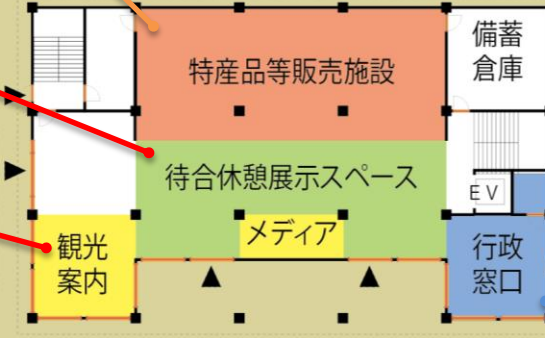 特産品等販売施設
備蓄
倉庫
待合休憩展示スペース
EV
メディア
観光
案内
行政
窓口